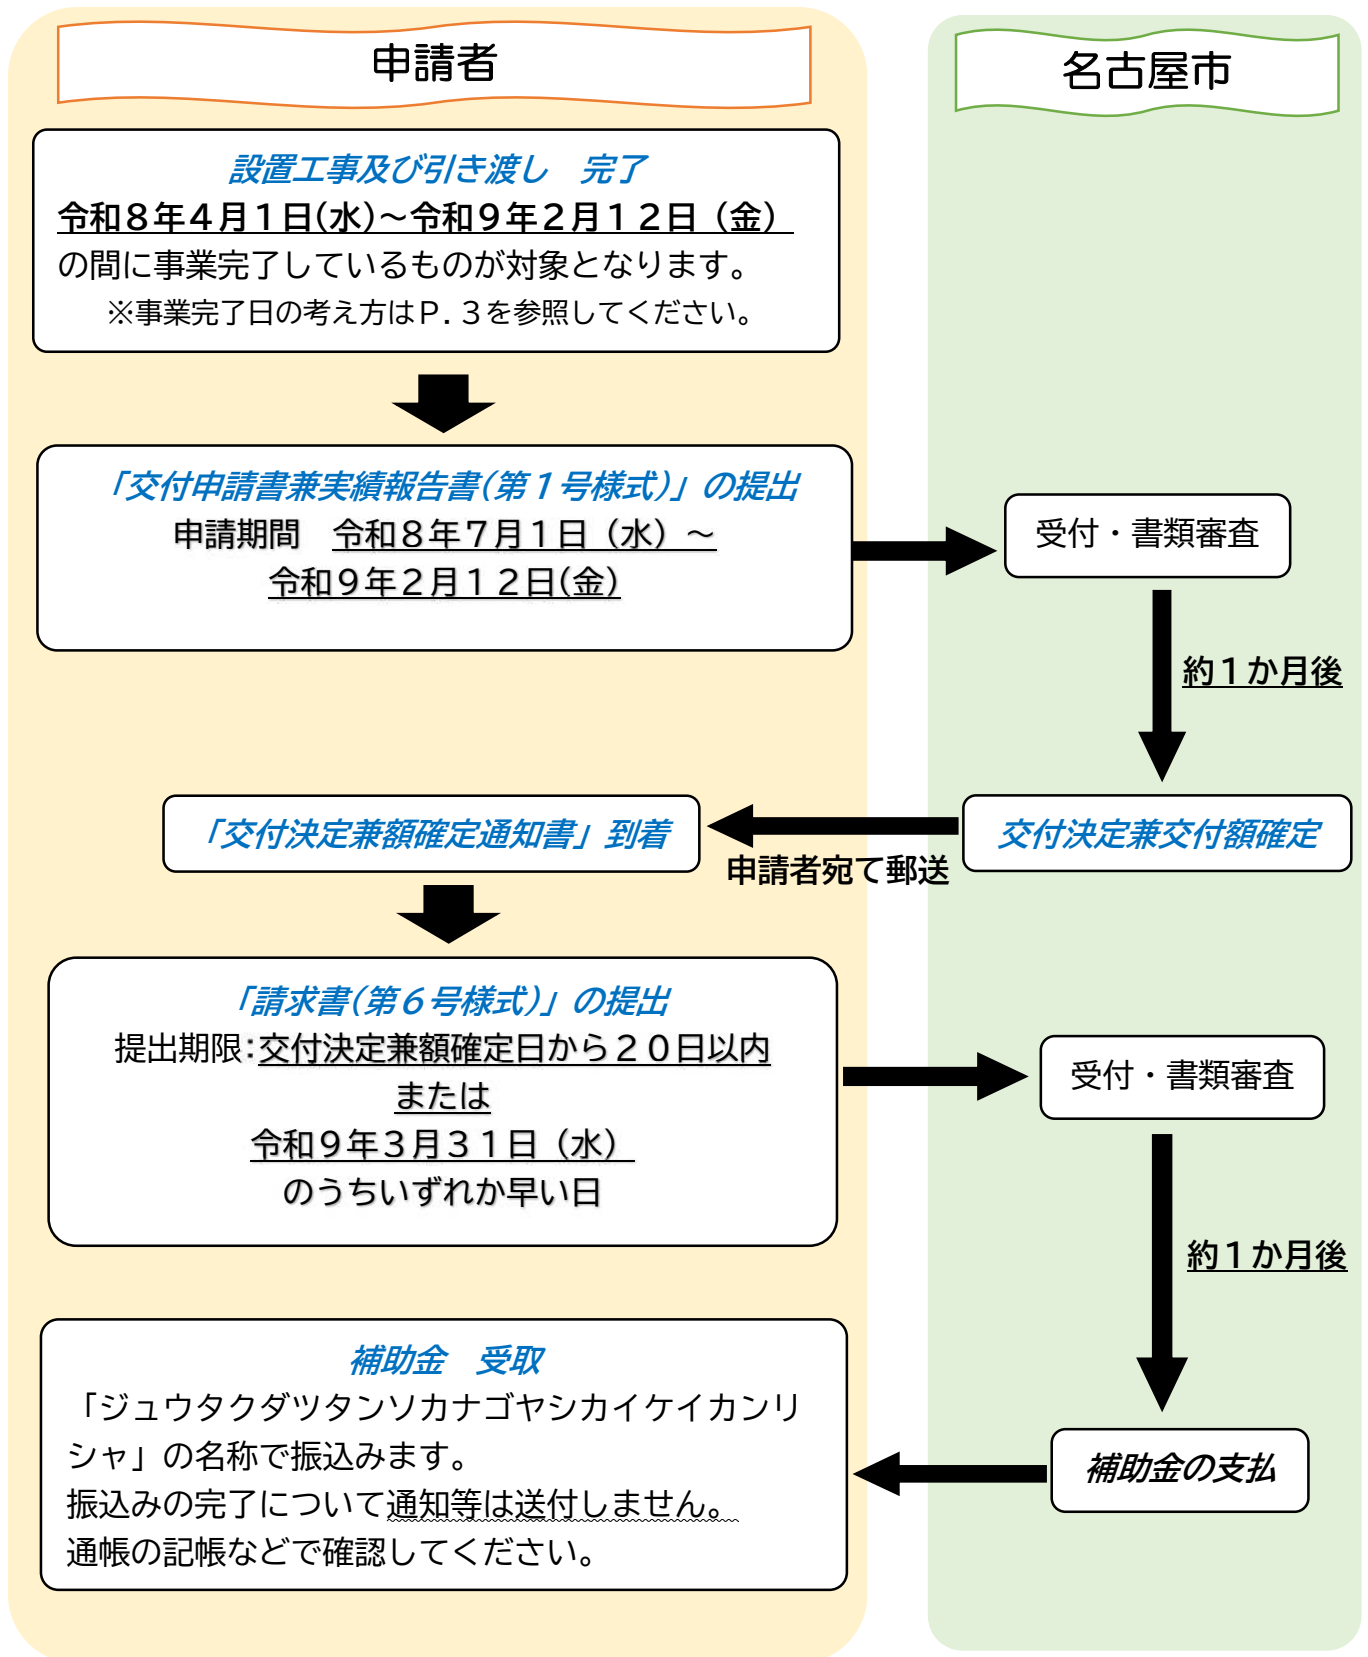 申請者
名古屋市
設置工事及び引き渡し　完了
令和８年４月１日(水)～令和９年２月１２日（金）
の間に事業完了しているものが対象となります。
※事業完了日の考え方はＰ．３を参照してください。
「交付申請書兼実績報告書(第１号様式)」の提出
申請期間　令和８年７月１日（水）～
令和９年２月１２日(金)
受付・書類審査
約１か月後
交付決定兼交付額確定
申請者宛て郵送
「交付決定兼額確定通知書」到着
「請求書(第６号様式)」の提出
提出期限：交付決定兼額確定日から２０日以内
または
令和９年３月３１日（水）
のうちいずれか早い日
受付・書類審査
約１か月後
補助金の支払
補助金　受取
「ジュウタクダツタンソカナゴヤシカイケイカンリ
シャ」の名称で振込みます。
振込みの完了について通知等は送付しません。
通帳の記帳などで確認してください。